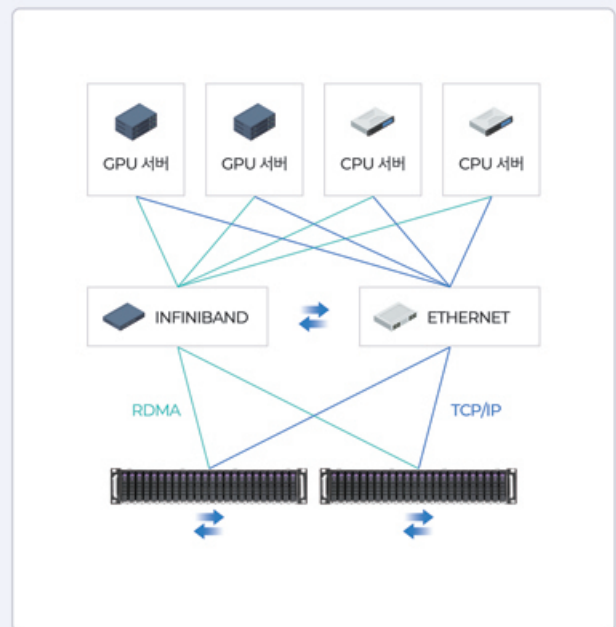 GPU 서버
GPU 서버
CPU 서버
CPU 서버
INFINIBAND
ETHERNET
RDMA
TCP/IP